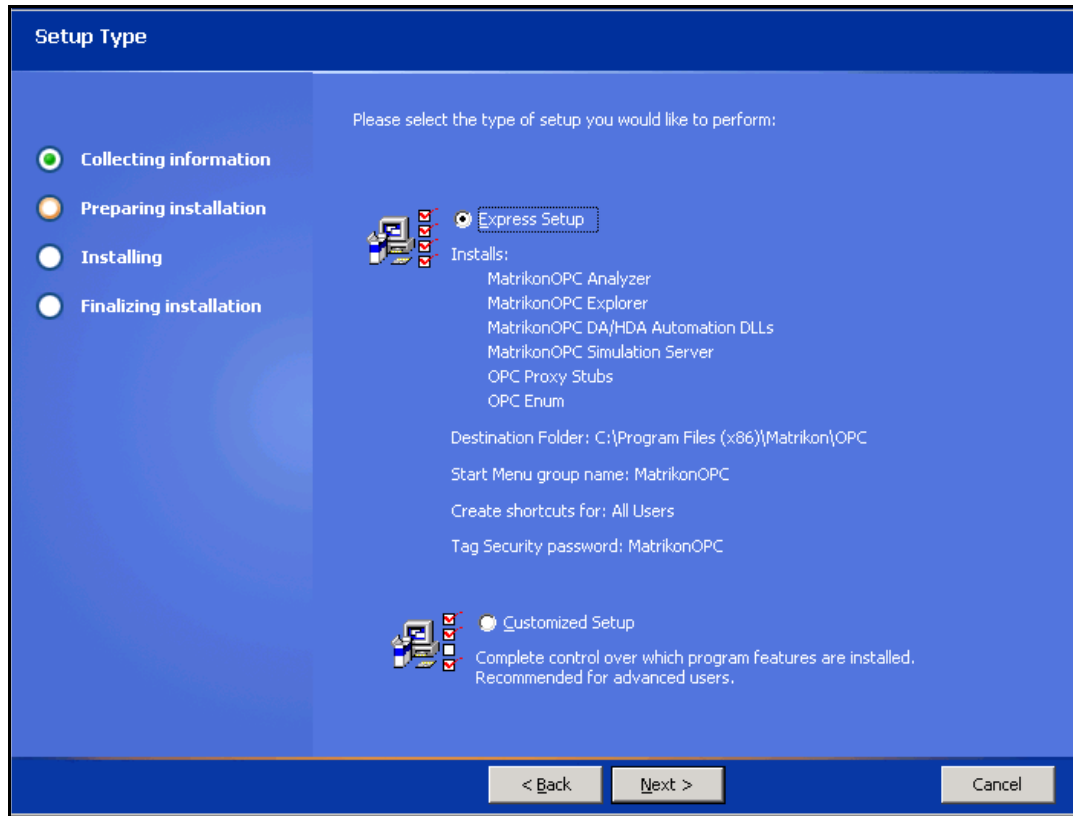 Setup Type
Please select the type of setup you would like to perform:
Collecting information
Preparing installation
Installing
Finalizing installation
Express Setup
Installs:
MatrikonOPC Analyzer
MatrikonOPC Explorer
MatrikonOPC DA/HDA Automation DLLs
MatrikonOPC Simulation Server
OPC Proxy Stubs
OPC Enum
Destination Folder: C:\Program Files (x86)\Matrikon\OPC
Start Menu group name: MatrikonOPC
Create shortcuts for: All Users
Tag Security password: MatrikonOPC
Customized Setup
Complete control over which program features are installed.
Recommended for advanced users.
< Back
Next >
Cancel